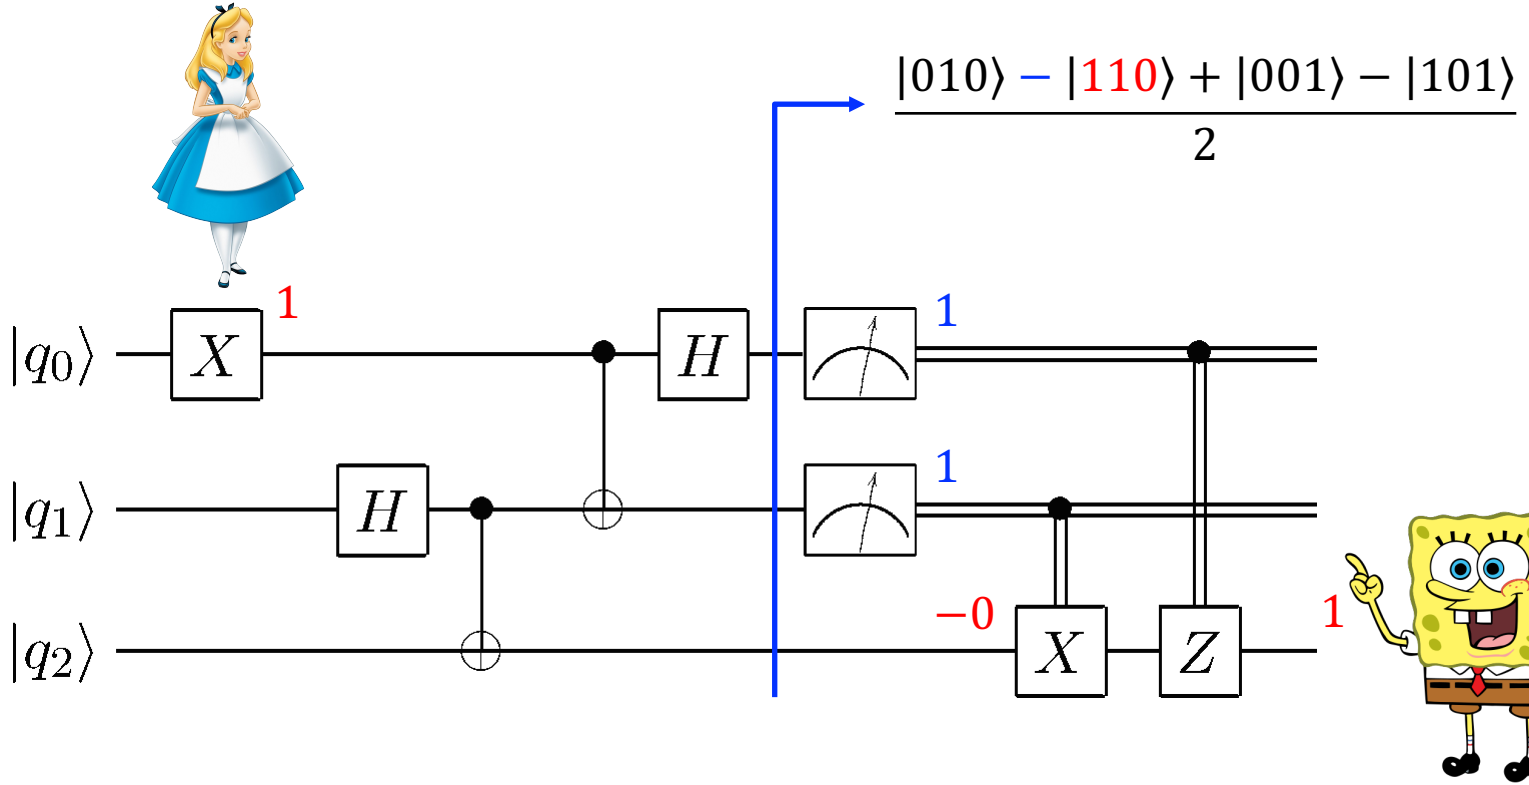 |010⟩ − |110⟩ + |001⟩ − |101⟩
2
1
|q₀⟩ X H 1
|q₁⟩ H 1
−0
|q₂⟩ X Z 1